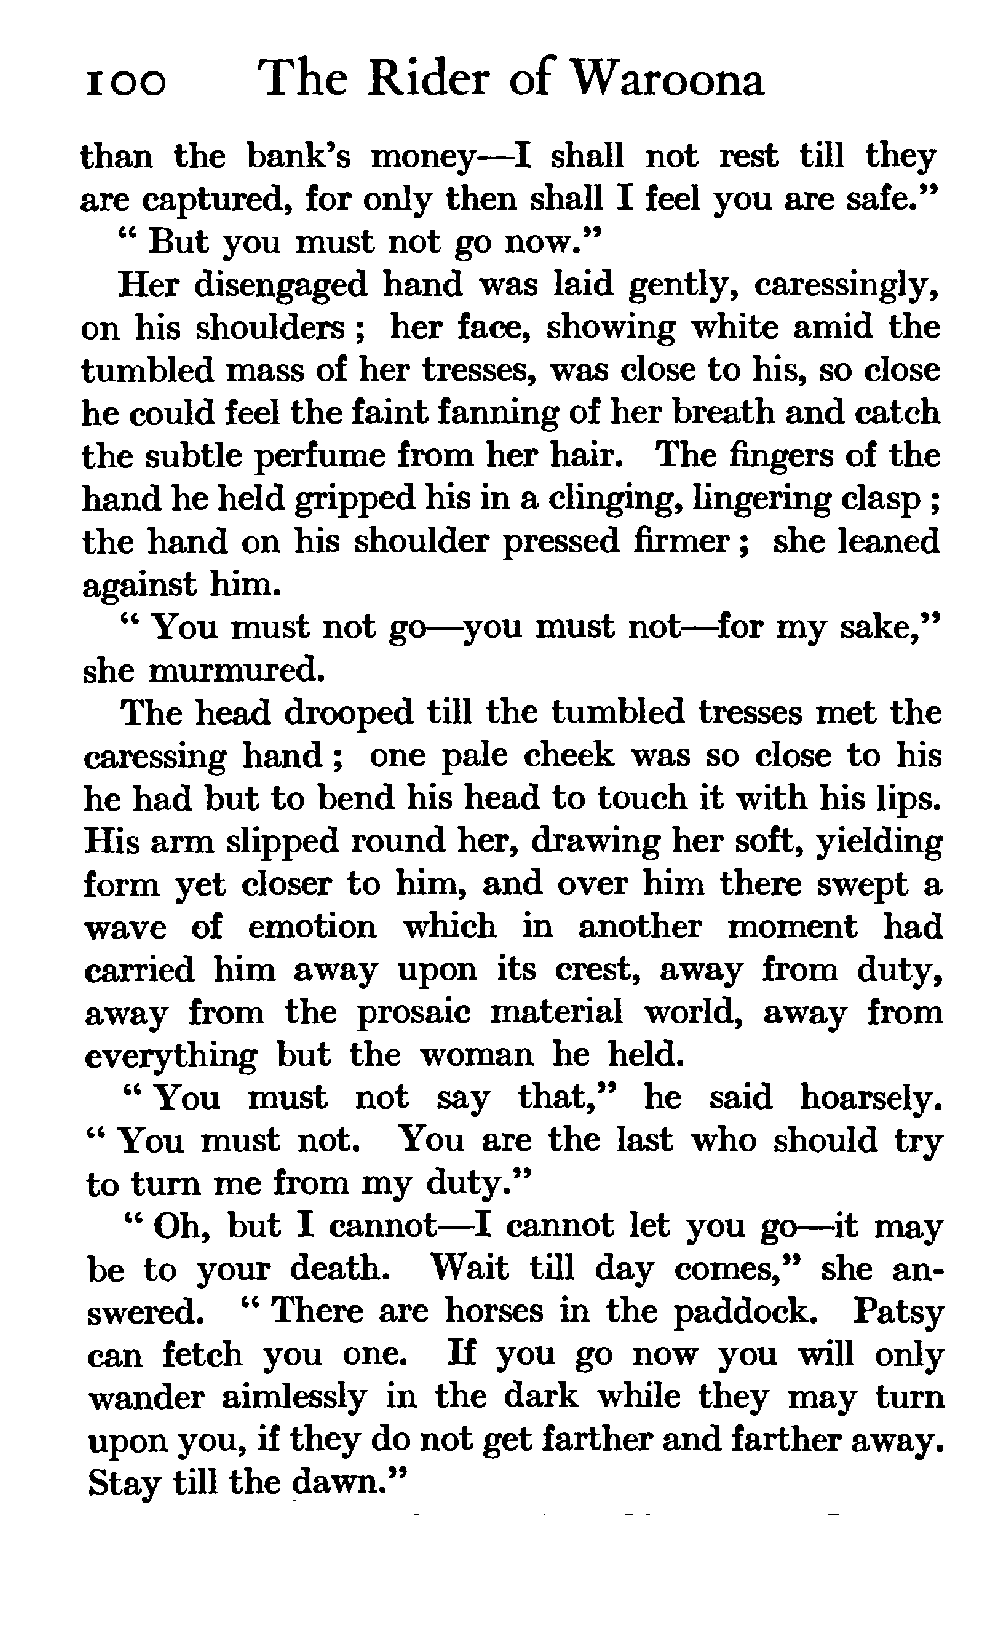 100 The Rider of Waroona
than the bank's money—I shall not rest till they
are captured, for only then shall I feel you are safe."
" But you must not go now."
Her disengaged hand was laid gently, caressingly,
on his shoulders ; her face, showing white amid the
tumbled mass of her tresses, was close to his, so close
he could feel the faint fanning of her breath and catch
the subtle perfume from her hair. The fingers of the
hand he held gripped his in a clinging, lingering clasp ;
the hand on his shoulder pressed firmer ; she leaned
against him.
" You must not go—you must not—for my sake,"
she murmured.
The head drooped till the tumbled tresses met the
caressing hand ; one pale cheek was so close to his
he had but to bend his head to touch it with his lips.
His arm slipped round her, drawing her soft, yielding
form yet closer to him, and over him there swept a
wave of emotion which in another moment had
carried him away upon its crest, away from duty,
away from the prosaic material world, away from
everything but the woman he held.
" You must not say that," he said hoarsely.
" You must not. You are the last who should try
to turn me from my duty."
" Oh, but I cannot—I cannot let you go—it may
be to your death. Wait till day comes," she an-
swered. " There are horses in the paddock. Patsy
can fetch you one. If you go now you will only
wander aimlessly in the dark while they may turn
upon you, if they do not get farther and farther away.
Stay till the dawn."